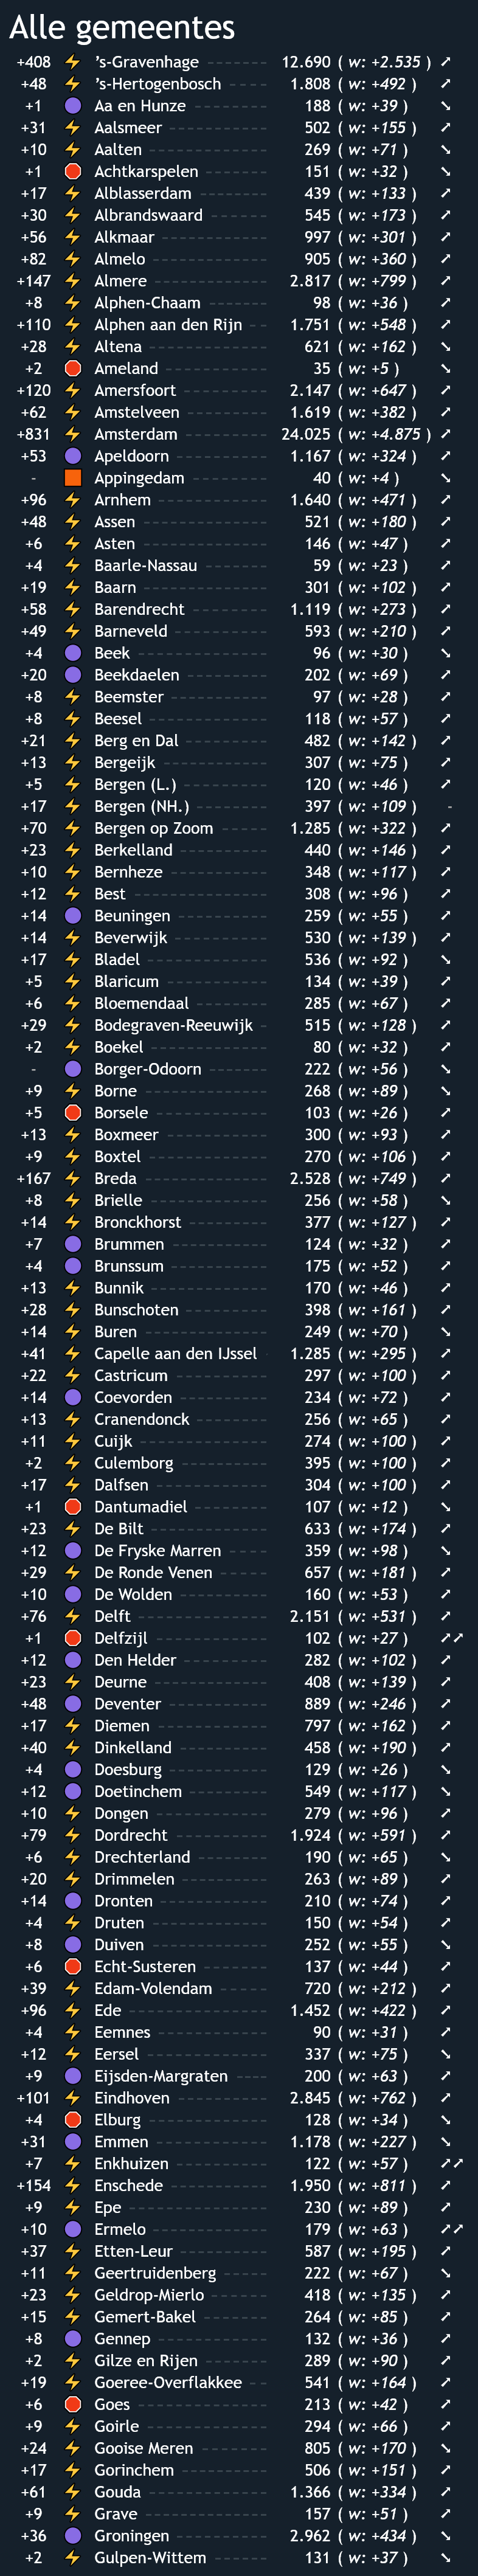 Alle gemeentes
+408 's-Gravenhage 12.690 ( w: +2.535 )
+48 's-Hertogenbosch 1.808 ( w: +492 )
+1 Aa en Hunze 188 ( w: +39 )
+31 Aalsmeer 502 ( w: +155 )
+10 Aalten 269 ( w: +71 )
+1 Achtkarspelen 151 ( w: +32 )
+17 Alblasserdam 439 ( w: +133 )
+30 Albrandswaard 545 ( w: +173 )
+56 Alkmaar 997 ( w: +301 )
+82 Almelo 905 ( w: +360 )
+147 Almere 2.817 ( w: +799 )
+8 Alphen-Chaam 98 ( w: +36 )
+110 Alphen aan den Rijn 1.751 ( w: +548 )
+28 Altena 621 ( w: +162 )
+2 Ameland 35 ( w: +5 )
+120 Amersfoort 2.147 ( w: +647 )
+62 Amstelveen 1.619 ( w: +382 )
+831 Amsterdam 24.025 ( w: +4.875 )
+53 Apeldoorn 1.167 ( w: +324 )
- Appingedam 40 ( w: +4 )
+96 Arnhem 1.640 ( w: +471 )
+48 Assen 521 ( w: +180 )
+6 Asten 146 ( w: +47 )
+4 Baarle-Nassau 59 ( w: +23 )
+19 Baarn 301 ( w: +102 )
+58 Barendrecht 1.119 ( w: +273 )
+49 Barneveld 593 ( w: +210 )
+4 Beek 96 ( w: +30 )
+20 Beekdaelen 202 ( w: +69 )
+8 Beemster 97 ( w: +28 )
+8 Beesel 118 ( w: +57 )
+21 Berg en Dal 482 ( w: +142 )
+13 Bergeijk 307 ( w: +75 )
+5 Bergen (L.) 120 ( w: +46 )
+17 Bergen (NH.) 397 ( w: +109 ) -
+70 Bergen op Zoom 1.285 ( w: +322 )
+23 Berkelland 440 ( w: +146 )
+10 Bernheze 348 ( w: +117 )
+12 Best 308 ( w: +96 )
+14 Beuningen 259 ( w: +55 )
+14 Beverwijk 530 ( w: +139 )
+17 Bladel 536 ( w: +92 )
+5 Blaricum 134 ( w: +39 )
+6 Bloemendaal 285 ( w: +67 )
+29 Bodegraven-Reeuwijk 515 ( w: +128 )
+2 Boekel 80 ( w: +32 )
- Borger-Odoorn 222 ( w: +56 )
+9 Borne 268 ( w: +89 )
+5 Borsele 103 ( w: +26 )
+13 Boxmeer 300 ( w: +93 )
+9 Boxtel 270 ( w: +106 )
+167 Breda 2.528 ( w: +749 )
+8 Brielle 256 ( w: +58 )
+14 Bronckhorst 377 ( w: +127 )
+7 Brummen 124 ( w: +32 )
+4 Brunssum 175 ( w: +52 )
+13 Bunnik 170 ( w: +46 )
+28 Bunschoten 398 ( w: +161 )
+14 Buren 249 ( w: +70 )
+41 Capelle aan den IJssel 1.285 ( w: +295 )
+22 Castricum 297 ( w: +100 )
+14 Coevorden 234 ( w: +72 )
+13 Cranendonck 256 ( w: +65 )
+11 Cuijk 274 ( w: +100 )
+2 Culemborg 395 ( w: +100 )
+17 Dalfsen 304 ( w: +100 )
+1 Dantumadiel 107 ( w: +12 )
+23 De Bilt 633 ( w: +174 )
+12 De Fryske Marren 359 ( w: +98 )
+29 De Ronde Venen 657 ( w: +181 )
+10 De Wolden 160 ( w: +53 )
+76 Delft 2.151 ( w: +531 )
+1 Delfzijl 102 ( w: +27 )
+12 Den Helder 282 ( w: +102 )
+23 Deurne 408 ( w: +139 )
+48 Deventer 889 ( w: +246 )
+17 Diemen 797 ( w: +162 )
+40 Dinkelland 458 ( w: +190 )
+4 Doesburg 129 ( w: +26 )
+12 Doetinchem 549 ( w: +117 )
+10 Dongen 279 ( w: +96 )
+79 Dordrecht 1.924 ( w: +591 )
+6 Drechterland 190 ( w: +65 )
+20 Drimmelen 263 ( w: +89 )
+14 Dronten 210 ( w: +74 )
+4 Druten 150 ( w: +54 )
+8 Duiven 252 ( w: +55 )
+6 Echt-Susteren 137 ( w: +44 )
+39 Edam-Volendam 720 ( w: +212 )
+96 Ede 1.452 ( w: +422 )
+4 Eemnes 90 ( w: +31 )
+12 Eersel 337 ( w: +75 )
+9 Eijsden-Margraten 200 ( w: +63 )
+101 Eindhoven 2.845 ( w: +762 )
+4 Elburg 128 ( w: +34 )
+31 Emmen 1.178 ( w: +227 )
+7 Enkhuizen 122 ( w: +57 )
+154 Enschede 1.950 ( w: +811 )
+9 Epe 230 ( w: +89 )
+10 Ermelo 179 ( w: +63 )
+37 Etten-Leur 587 ( w: +195 )
+11 Geertruidenberg 222 ( w: +67 )
+23 Geldrop-Mierlo 418 ( w: +135 )
+15 Gemert-Bakel 264 ( w: +85 )
+8 Gennep 132 ( w: +36 )
+2 Gilze en Rijen 289 ( w: +90 )
+19 Goeree-Overflakkee 541 ( w: +164 )
+6 Goes 213 ( w: +42 )
+9 Goirle 294 ( w: +66 )
+24 Gooise Meren 805 ( w: +170 )
+17 Gorinchem 506 ( w: +151 )
+61 Gouda 1.366 ( w: +334 )
+9 Grave 157 ( w: +51 )
+36 Groningen 2.962 ( w: +434 )
+2 Gulpen-Wittem 131 ( w: +37 )